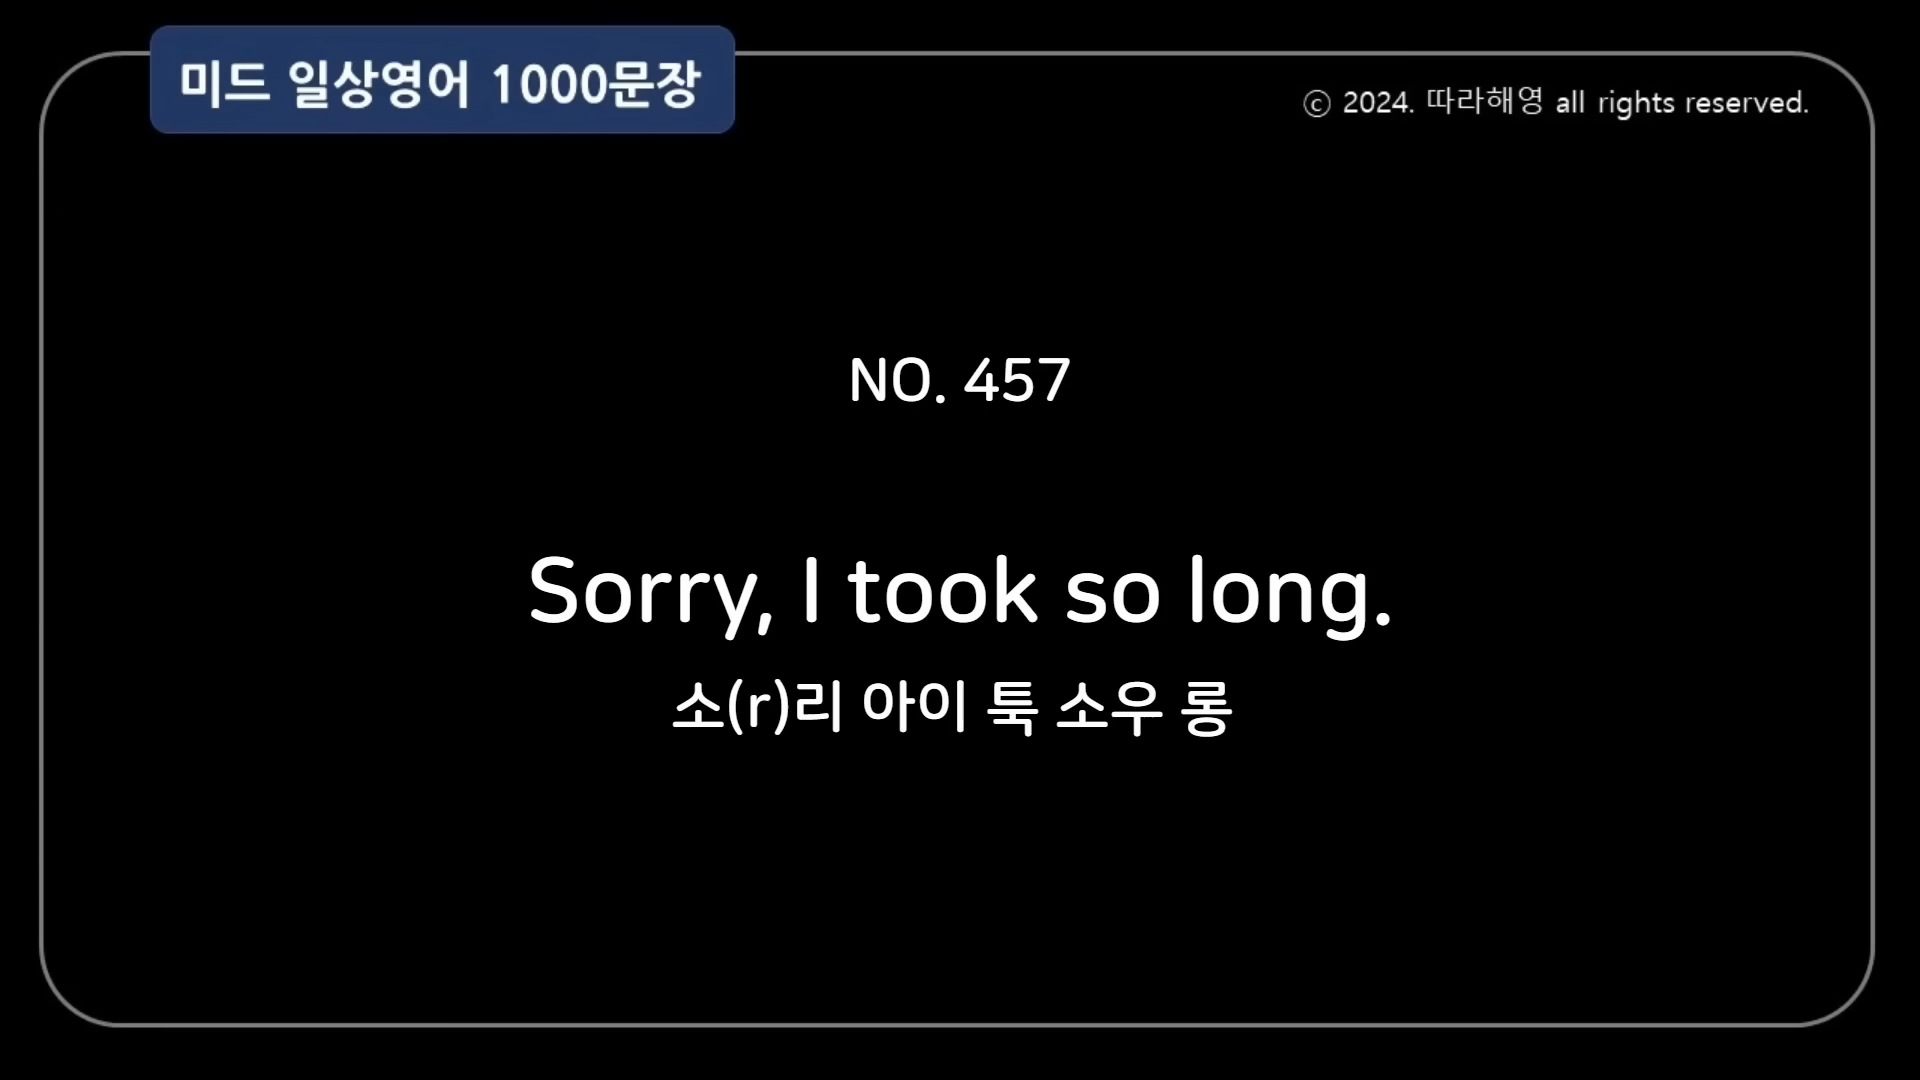 미드 일상영어 1000문장
ⓒ 2024. 따라해영 all rights reserved.
NO. 457
Sorry, I took so long.
소(r)리 아이 툭 소우 롱